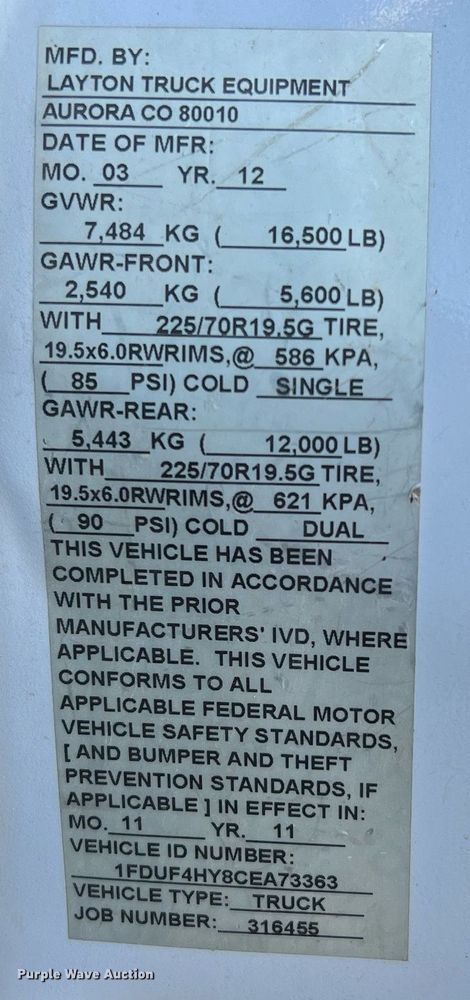 MFD. BY:
LAYTON TRUCK EQUIPMENT
AURORA CO 80010
DATE OF MFR:
MO. 03 YR. 12
GVWR:
7,484 KG ( 16,500 LB)
GAWR-FRONT:
2,540 KG ( 5,600 LB)
WITH 225/70R19.5G TIRE,
19.5x6.0RWRIMS,@ 586 KPA,
( 85 PSI) COLD SINGLE
GAWR-REAR:
5,443 KG ( 12,000 LB)
WITH 225/70R19.5G TIRE,
19.5x6.0RWRIMS,@ 621 KPA,
( 90 PSI) COLD DUAL
THIS VEHICLE HAS BEEN
COMPLETED IN ACCORDANCE
WITH THE PRIOR
MANUFACTURERS' IVD, WHERE
APPLICABLE. THIS VEHICLE
CONFORMS TO ALL
APPLICABLE FEDERAL MOTOR
VEHICLE SAFETY STANDARDS,
[ AND BUMPER AND THEFT
PREVENTION STANDARDS, IF
APPLICABLE ] IN EFFECT IN:
MO. 11 YR. 11
VEHICLE ID NUMBER:
1FDUF4HY8CEA73363
VEHICLE TYPE: TRUCK
JOB NUMBER: 316455
Purple Wave Auction